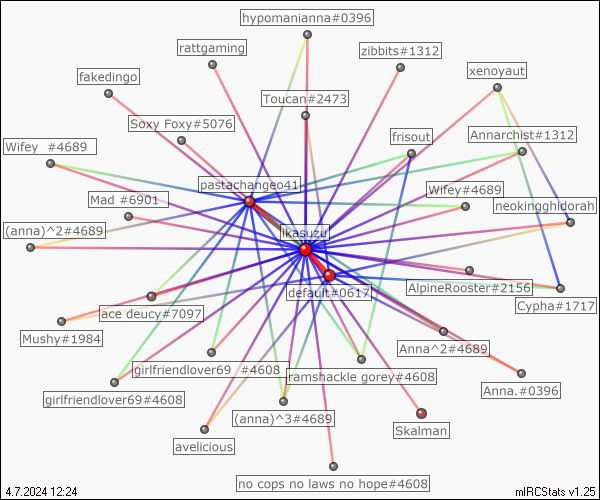 hypomanianna#0396
rattgaming
zibbits#1312
fakedingo
xenoyaut
Toucan#2473
Soxy Foxy#5076
frisout
Annarchist#1312
Wifey  #4689
pastachangeo41
Wifey#4689
Mad #6901
neokingghidorah
(anna)^2#4689
ikasuzu
default#0617
AlpineRooster#2156
Cypha#1717
ace deucy#7097
Mushy#1984
Anna^2#4689
girlfriendlover69  #4608
ramshackle gorey#4608
Anna.#0396
girlfriendlover69#4608
(anna)^3#4689
Skalman
avelicious
no cops no laws no hope#4608
4.7.2024 12:24
mIRCStats v1.25